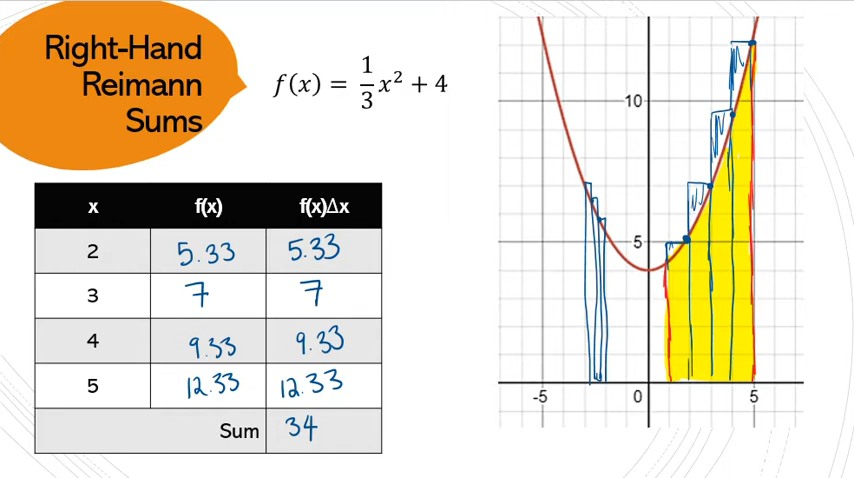 Right-Hand
Reimann
Sums
f(x) = 1/3 x² + 4
x f(x) f(x)Δx
2 5.33 5.33
3 7 7
4 9.33 9.33
5 12.33 12.33
Sum 34
10
5
-5 0 5